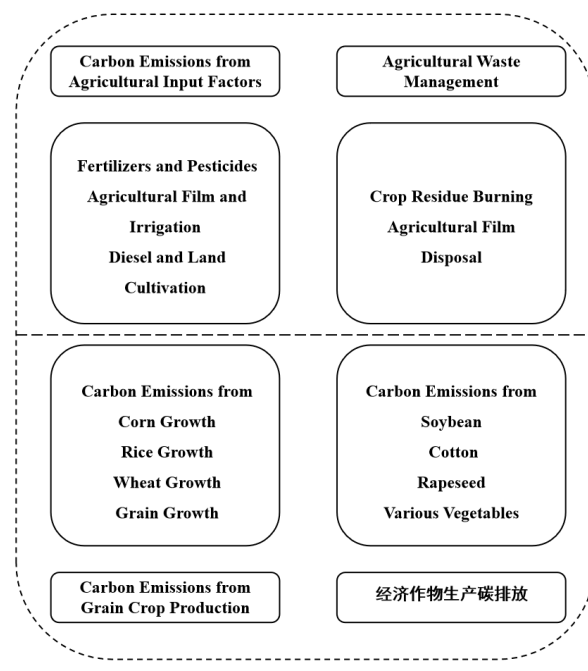 Carbon Emissions from
Agricultural Input Factors
Agricultural Waste
Management
Fertilizers and Pesticides
Agricultural Film and
Irrigation
Diesel and Land
Cultivation
Crop Residue Burning
Agricultural Film
Disposal
Carbon Emissions from
Corn Growth
Rice Growth
Wheat Growth
Grain Growth
Carbon Emissions from
Soybean
Cotton
Rapeseed
Various Vegetables
Carbon Emissions from
Grain Crop Production
经济作物生产碳排放